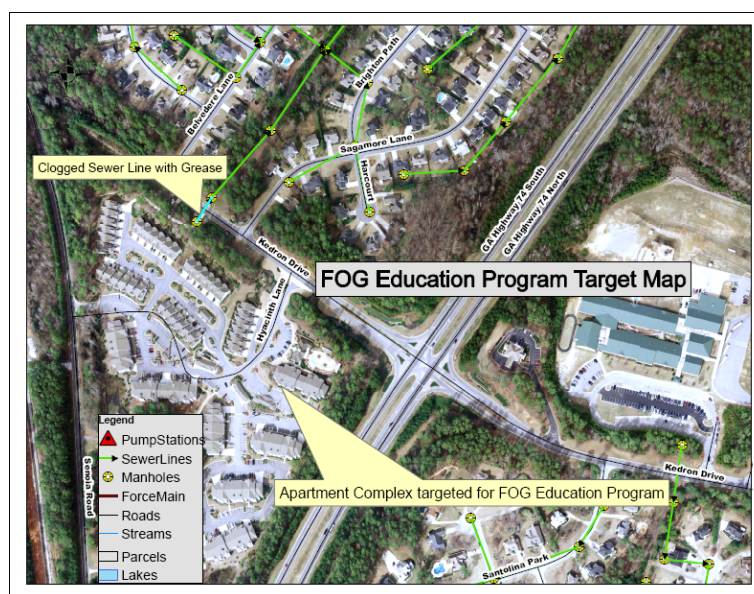 Belvedere Lane
Brighton Path
Sagamore Lane
Harcourt
Clogged Sewer Line with Grease
GA Highway 74 South
GA Highway 74 North
Kedron Drive
FOG Education Program Target Map
Hyacinth Lane
Legend
PumpStations
SewerLines
Manholes
ForceMain
Roads
Streams
Parcels
Lakes
Senoia Road
Apartment Complex targeted for FOG Education Program
Kedron Drive
Santolina Park